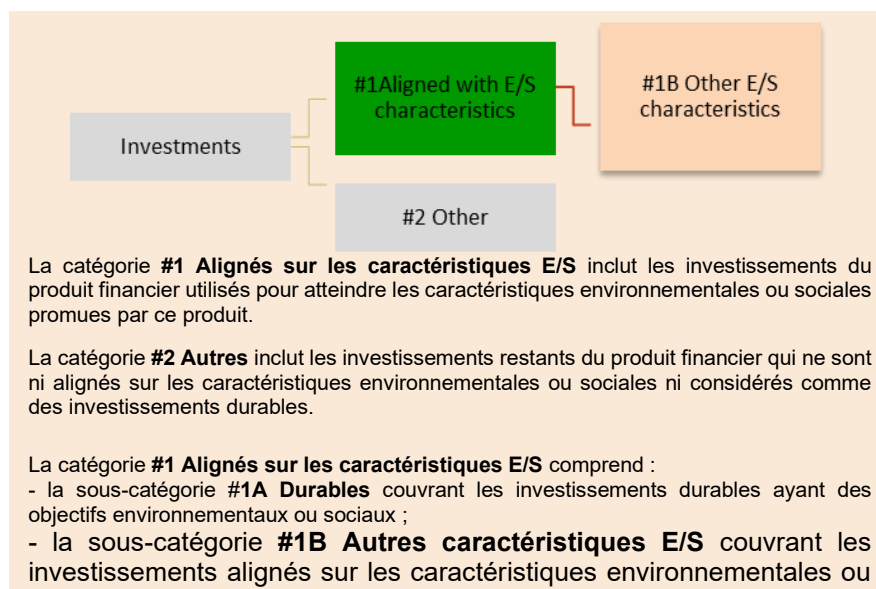 #1Aligned with E/S
characteristics
#1B Other E/S
characteristics
Investments
#2 Other
La catégorie #1 Alignés sur les caractéristiques E/S inclut les investissements du
produit financier utilisés pour atteindre les caractéristiques environnementales ou sociales
promues par ce produit.
La catégorie #2 Autres inclut les investissements restants du produit financier qui ne sont
ni alignés sur les caractéristiques environnementales ou sociales ni considérés comme
des investissements durables.
La catégorie #1 Alignés sur les caractéristiques E/S comprend :
- la sous-catégorie #1A Durables couvrant les investissements durables ayant des
objectifs environnementaux ou sociaux ;
- la sous-catégorie #1B Autres caractéristiques E/S couvrant les
investissements alignés sur les caractéristiques environnementales ou